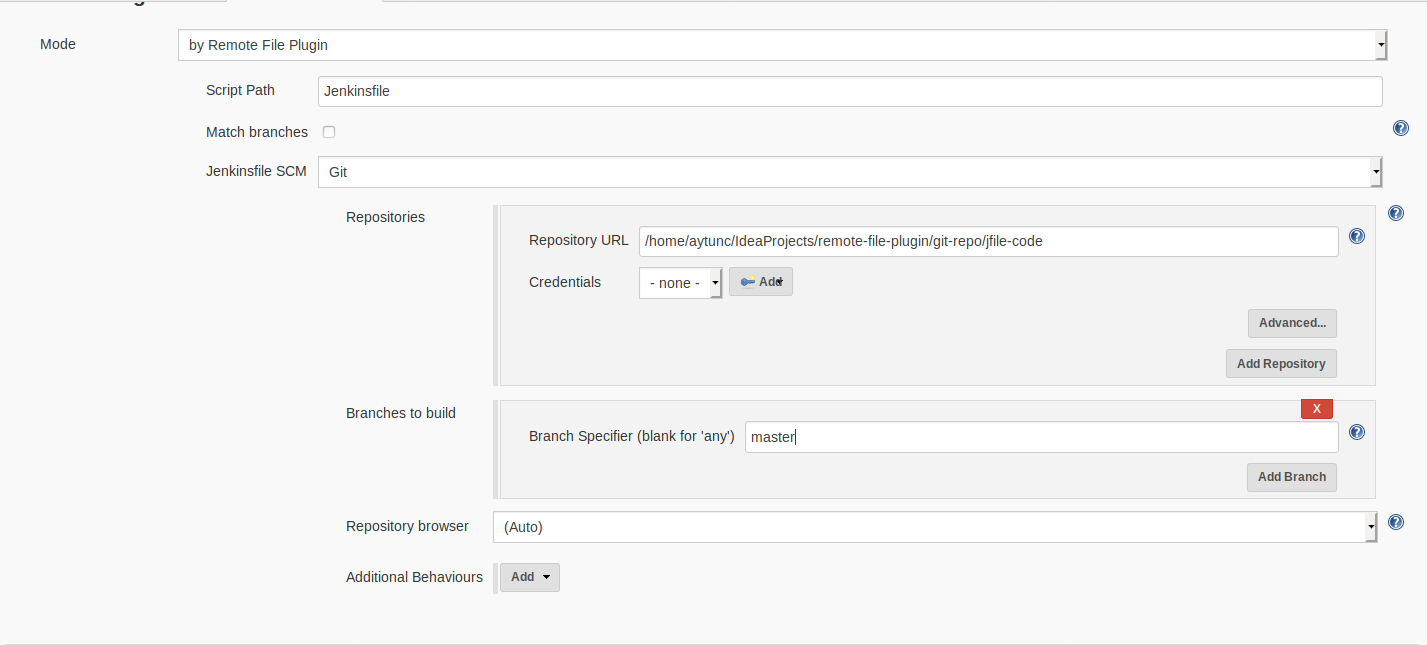 Mode
by Remote File Plugin
Script Path
Jenkinsfile
Match branches
Jenkinsfile SCM
Git
Repositories
Repository URL
/home/aytunc/IdeaProjects/remote-file-plugin/git-repo/jfile-code
Credentials
- none -
Add
Advanced...
Add Repository
Branches to build
X
Branch Specifier (blank for 'any')
master
Add Branch
Repository browser
(Auto)
Additional Behaviours
Add